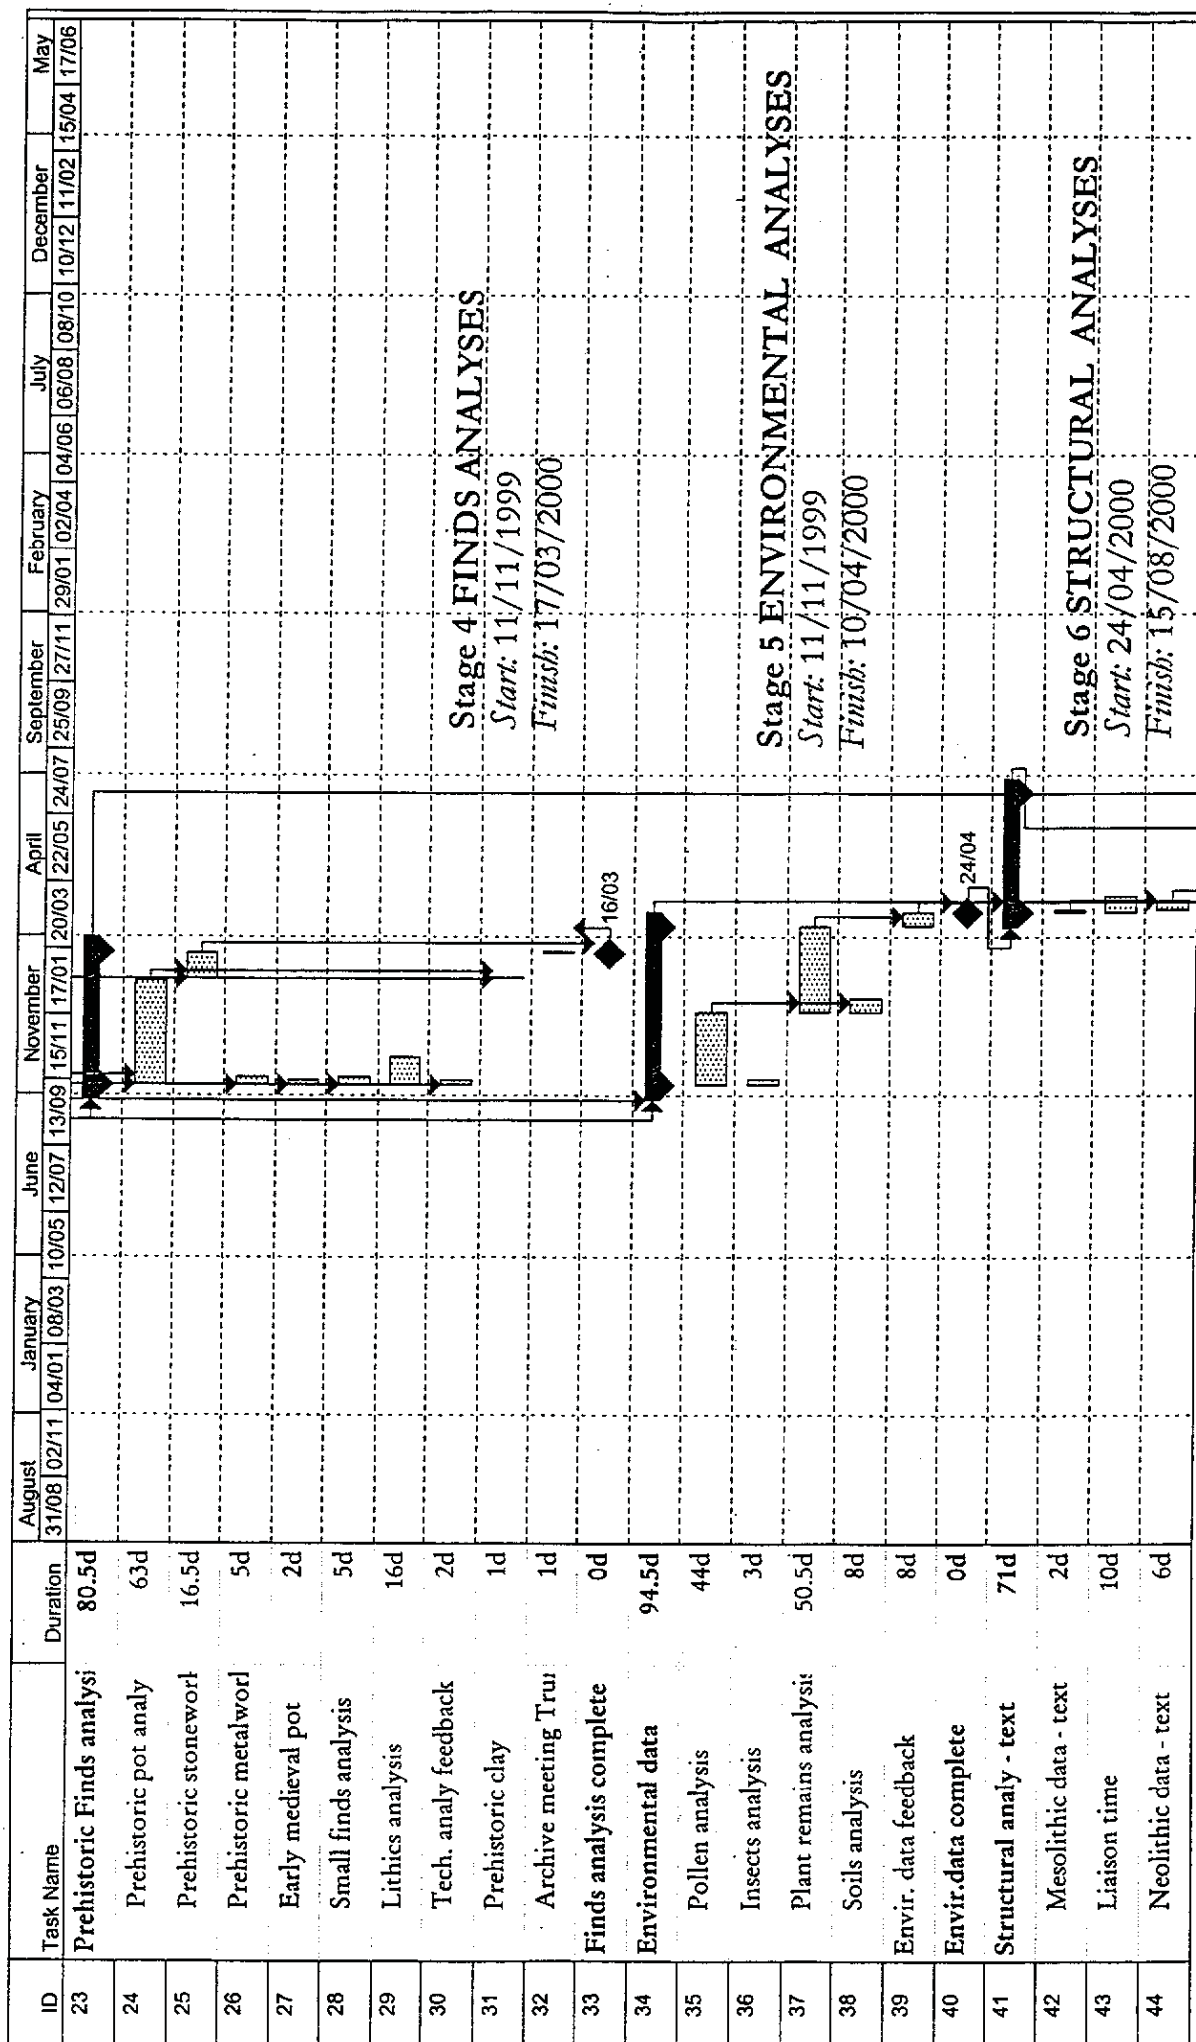 ID Task Name Duration August January June November April September February July December May
31/08 02/11 04/01 08/03 10/05 12/07 13/09 15/11 17/01 20/03 22/05 24/07 25/09 27/11 29/01 02/04 04/06 06/08 08/10 10/12 11/02 15/04 17/06
23 Prehistoric Finds analysi 80.5d
24 Prehistoric pot analy 63d
25 Prehistoric stoneworl 16.5d
26 Prehistoric metalworl 5d
27 Early medieval pot 2d
28 Small finds analysis 5d
29 Lithics analysis 16d
30 Tech. analy feedback 2d
Stage 4 FINDS ANALYSES
31 Prehistoric clay 1d
Start: 11/11/1999
32 Archive meeting Tru 1d
Finish: 17/03/2000
33 Finds analysis complete 0d
16/03
34 Environmental data 94.5d
35 Pollen analysis 44d
36 Insects analysis 3d
Stage 5 ENVIRONMENTAL ANALYSES
37 Plant remains analysis 50.5d
Start: 11/11/1999
38 Soils analysis 8d
Finish: 10/04/2000
39 Envir. data feedback 8d
40 Envir.data complete 0d
24/04
41 Structural analy - text 71d
42 Mesolithic data - text 2d
Stage 6 STRUCTURAL ANALYSES
43 Liaison time 10d
Start: 24/04/2000
44 Neolithic data - text 6d
Finish: 15/08/2000